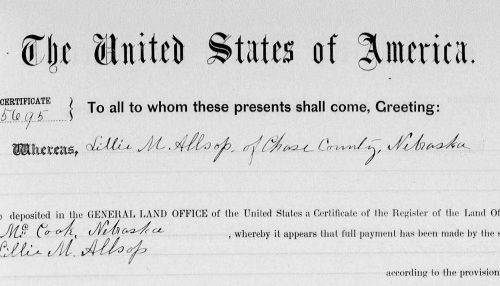 The United States of America.
CERTIFICATE
5695 } To all to whom these presents shall come, Greeting:
Whereas, Lillie M. Allsop, of Chase County, Nebraska
deposited in the GENERAL LAND OFFICE of the United States a Certificate of the Register of the Land
Mc Cook, Nebraska , whereby it appears that full payment has been made by the s
Lillie M. Allsop
according to the provision